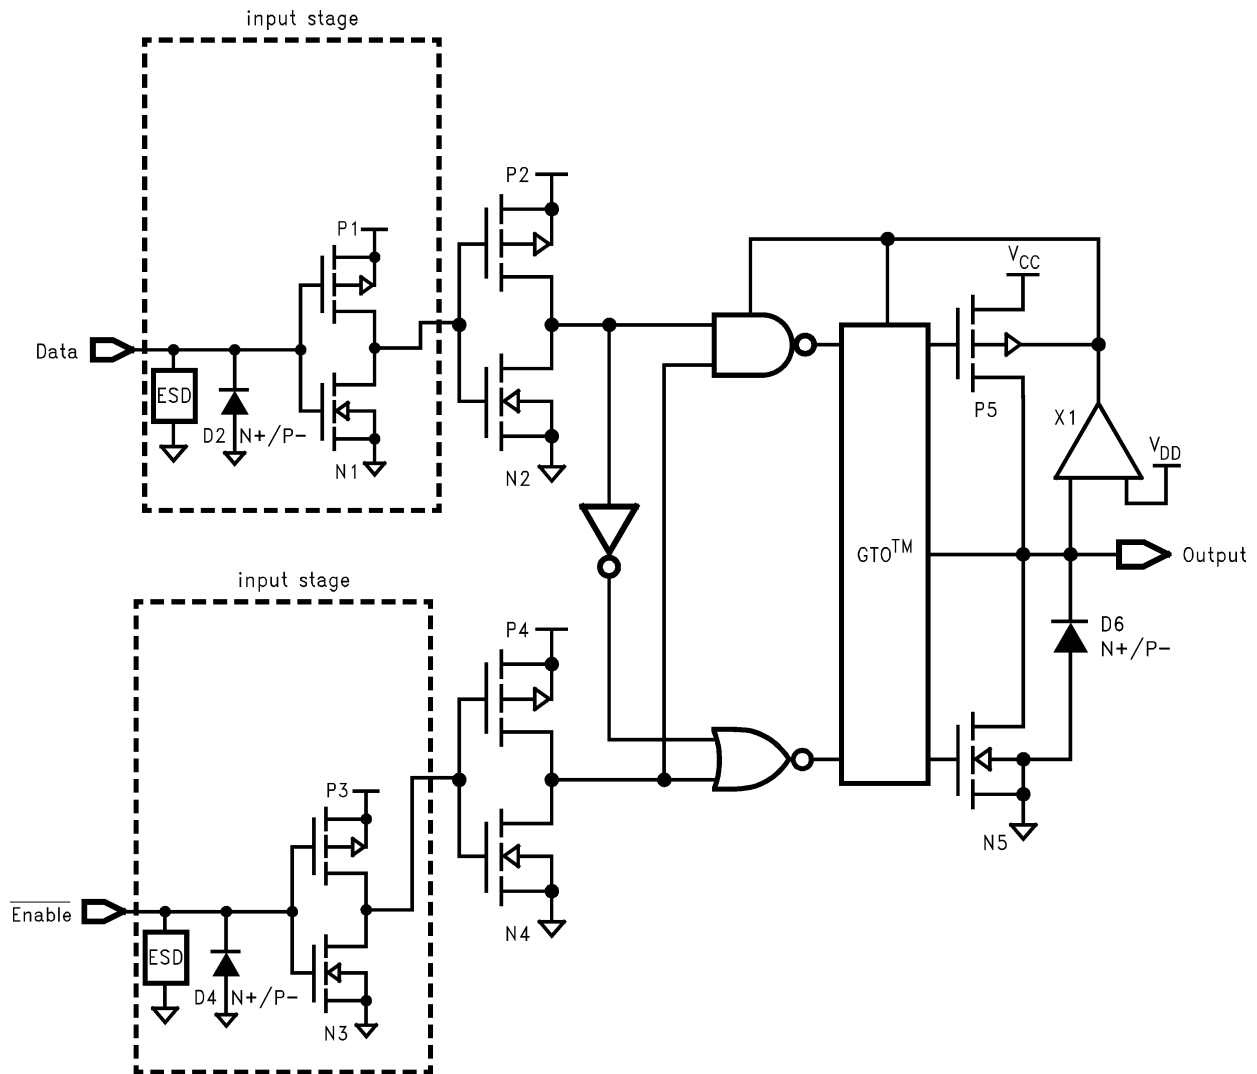 input stage
P2
P1
VCC
Data
ESD
D2 N+/P−
N1
N2
P5
X1
VDD
GTO™
Output
input stage
P4
D6
N+/P−
P3
N5
Enable
ESD
D4 N+/P−
N3
N4